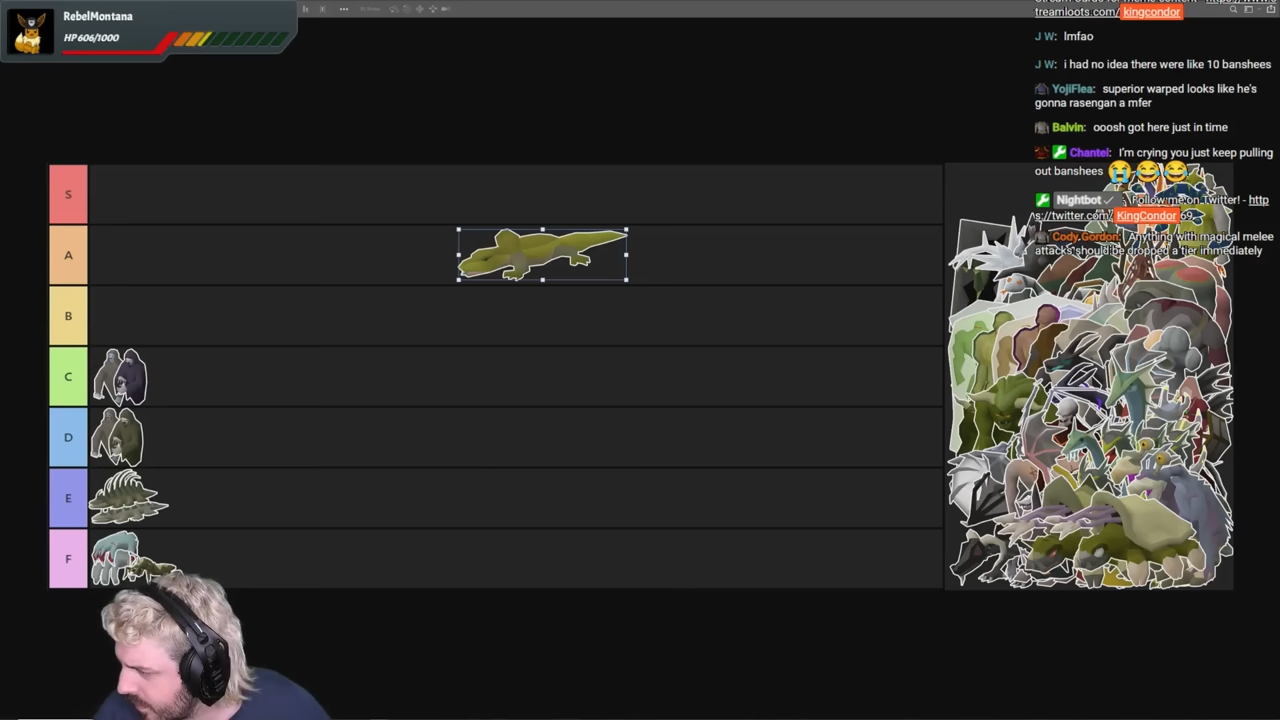 RebelMontana
HP 606/1000
streamloots.com/kingcondor
J W: lmfao
J W: i had no idea there were like 10 banshees
YojiFlea: superior warped looks like he's
gonna rasengan a mfer
Balvin: ooosh got here just in time
Chantel: I'm crying you just keep pulling
out banshees 😭😂😂
Nightbot ✓ : Follow me on Twitter! - http
s://twitter.com/KingCondor69
Cody Gordon: Anything with magical melee
attacks should be dropped a tier immediately
S
A
B
C
D
E
F